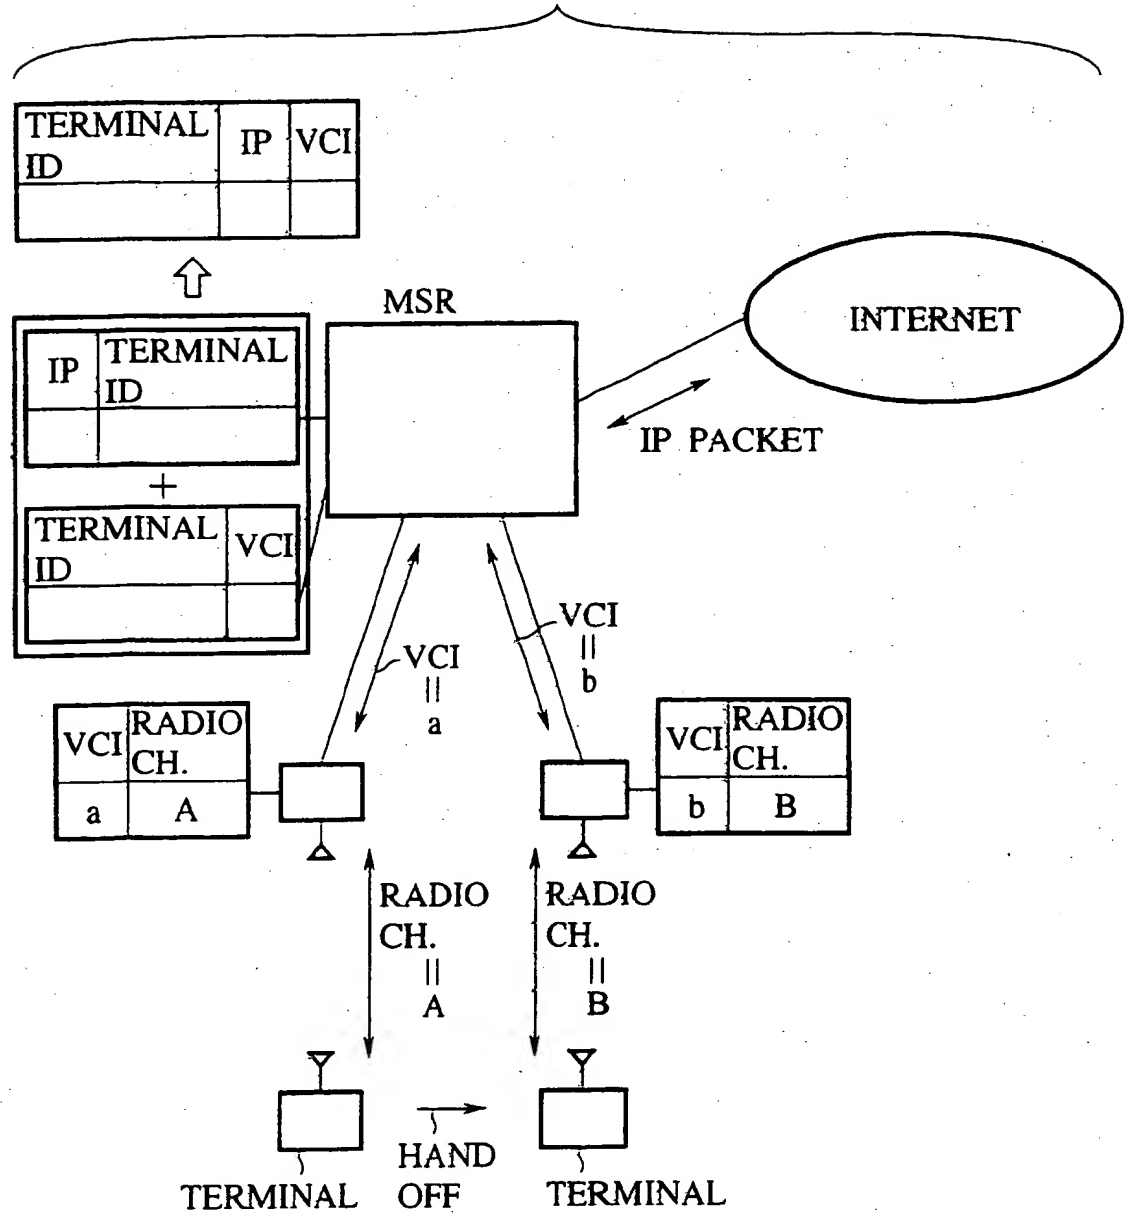 TERMINAL
ID
IP
VCI
MSR
INTERNET
IP
TERMINAL
ID
IP PACKET
+
TERMINAL
ID
VCI
VCI
=
a
VCI
=
b
VCI
RADIO
CH.
a
A
VCI
RADIO
CH.
b
B
RADIO
CH.
=
A
RADIO
CH.
=
B
HAND
OFF
TERMINAL
TERMINAL